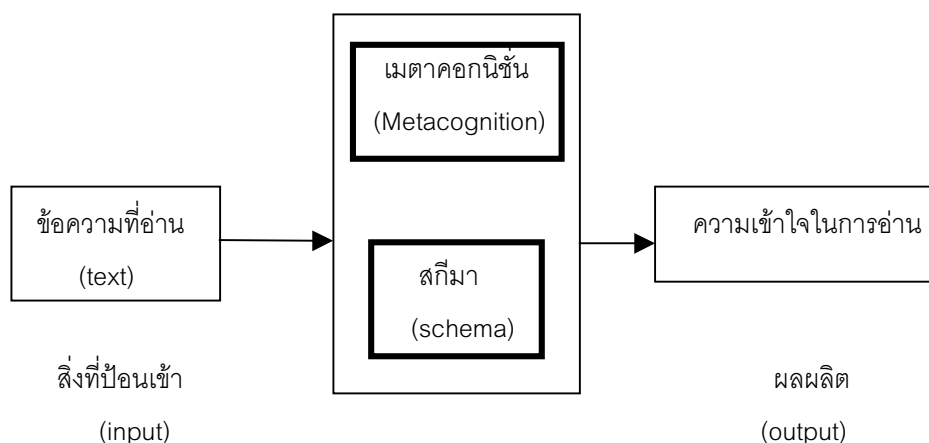 เมตาคอกนิชั่น
(Metacognition)
ข้อความที่อ่าน
(text)
สกีมา
(schema)
ความเข้าใจในการอ่าน
สิ่งที่ป้อนเข้า
(input)
ผลผลิต
(output)